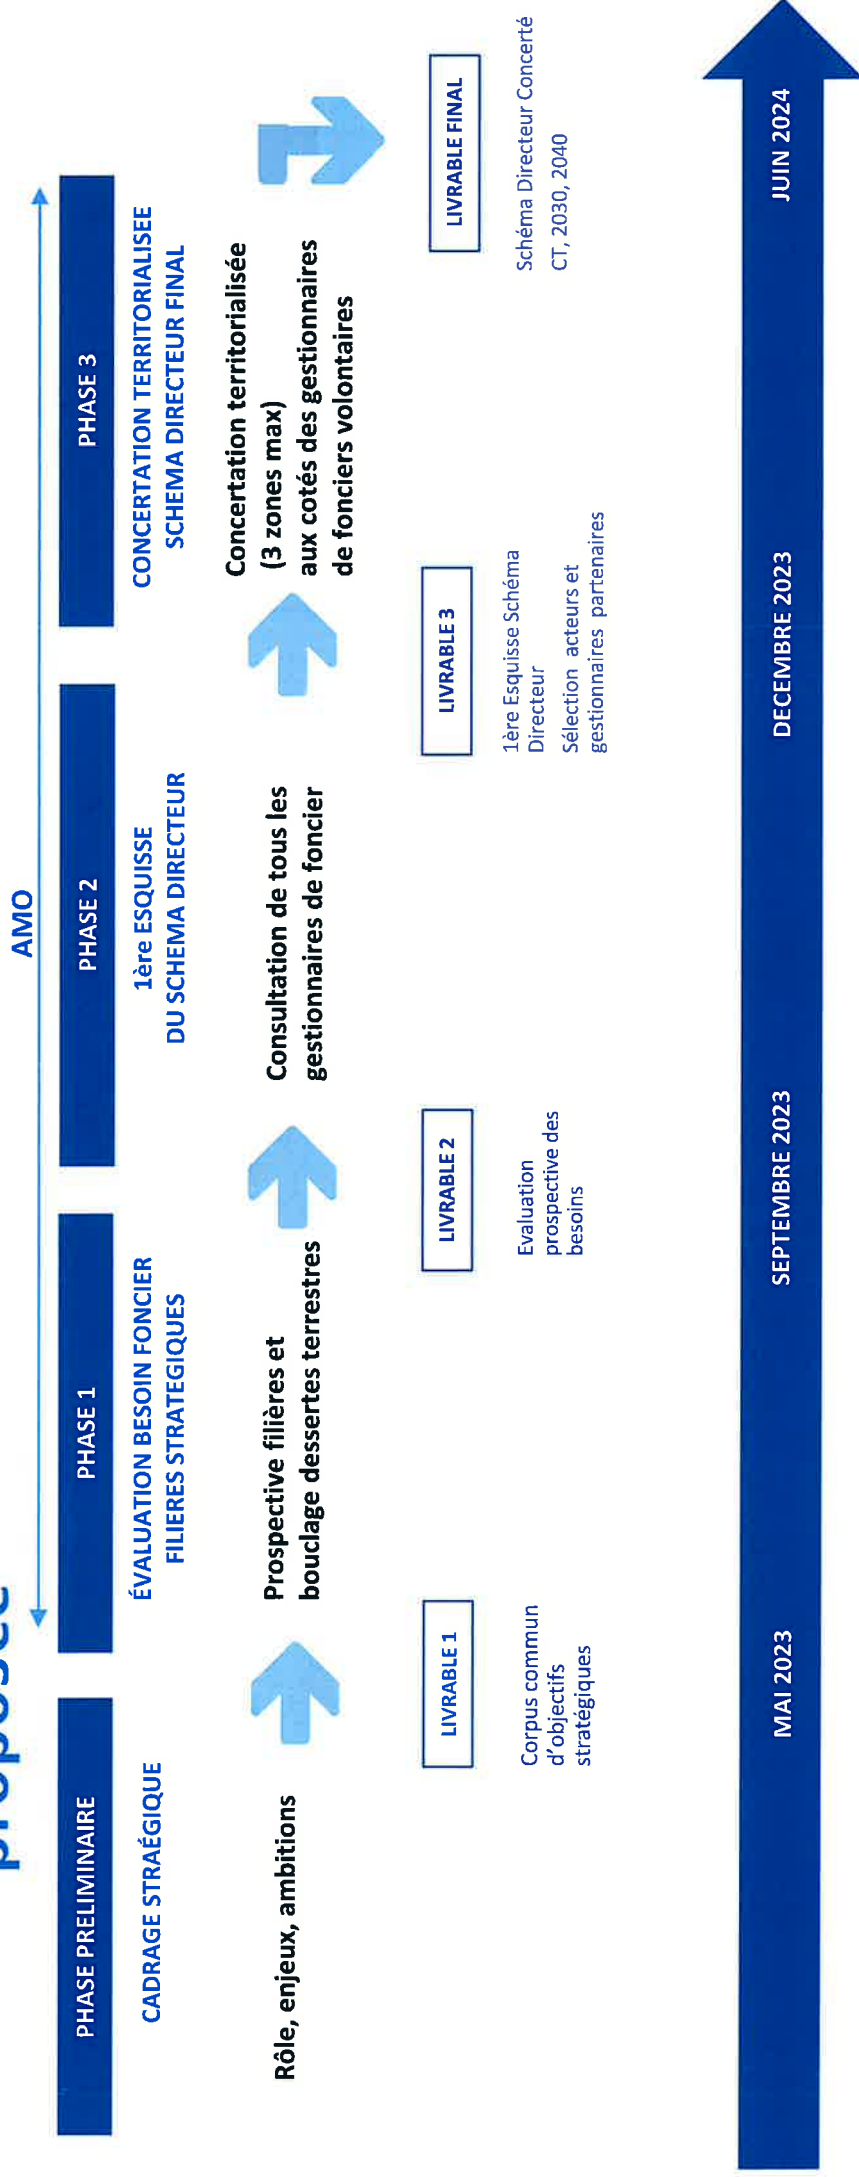 proposée
AMO
PHASE PRELIMINAIRE
PHASE 1
PHASE 2
PHASE 3
CADRAGE STRAÉGIQUE
ÉVALUATION BESOIN FONCIER
FILIERES STRATEGIQUES
1ère ESQUISSE
DU SCHEMA DIRECTEUR
CONCERTATION TERRITORIALISEE
SCHEMA DIRECTEUR FINAL
Rôle, enjeux, ambitions
Prospective filières et
bouclage dessertes terrestres
Consultation de tous les
gestionnaires de foncier
Concertation territorialisée
(3 zones max)
aux cotés des gestionnaires
de fonciers volontaires
LIVRABLE 1
Corpus commun
d'objectifs
stratégiques
LIVRABLE 2
Evaluation
prospective des
besoins
LIVRABLE 3
1ère Esquisse Schéma
Directeur
Sélection acteurs et
gestionnaires partenaires
LIVRABLE FINAL
Schéma Directeur Concerté
CT, 2030, 2040
MAI 2023
SEPTEMBRE 2023
DECEMBRE 2023
JUIN 2024